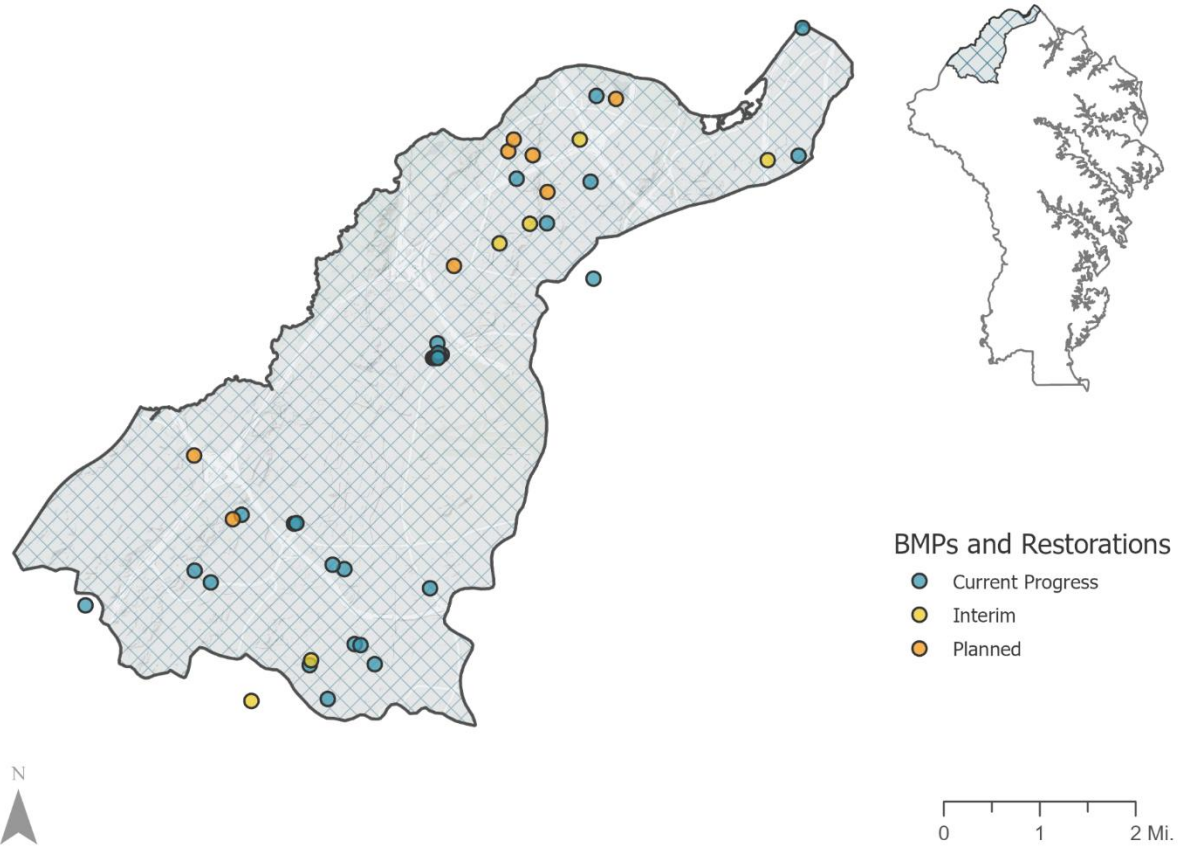 BMPs and Restorations
Current Progress
Interim
Planned
N
0 1 2 Mi.